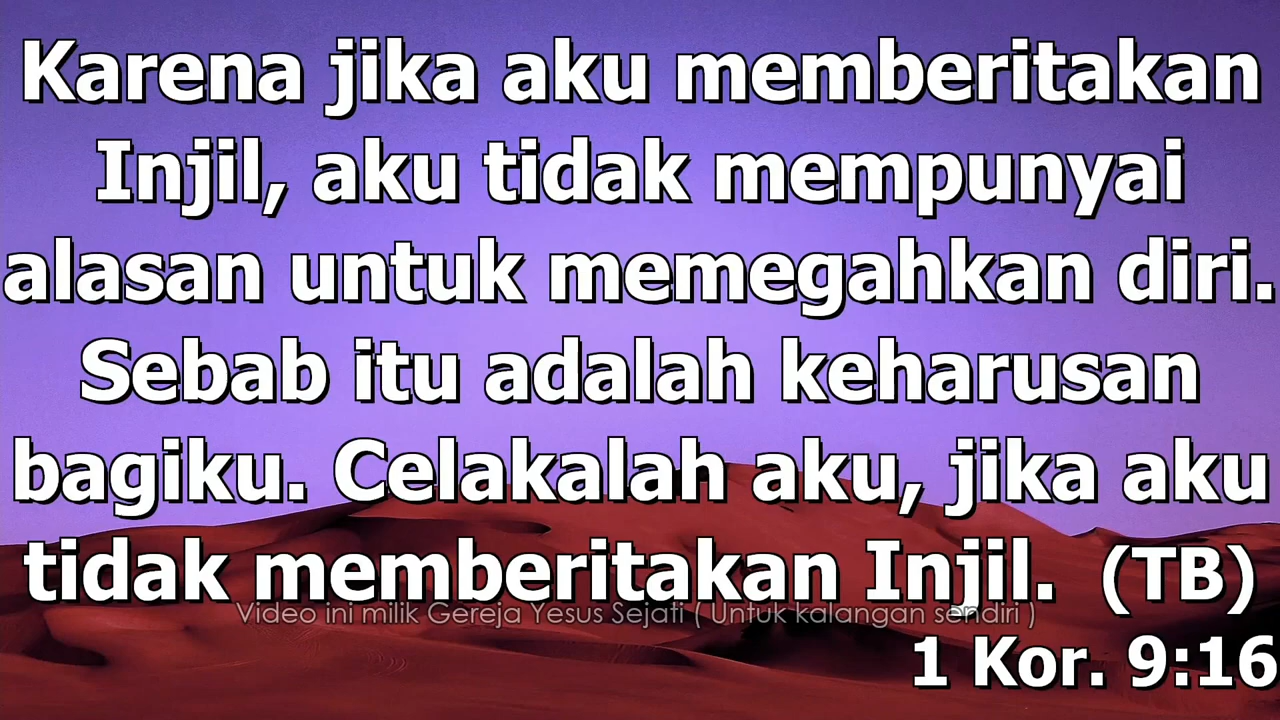 Karena jika aku memberitakan
Injil, aku tidak mempunyai
alasan untuk memegahkan diri.
Sebab itu adalah keharusan
bagiku. Celakalah aku, jika aku
tidak memberitakan Injil. (TB)
Video ini milik Gereja Yesus Sejati ( Untuk kalangan sendiri )
1 Kor. 9:16